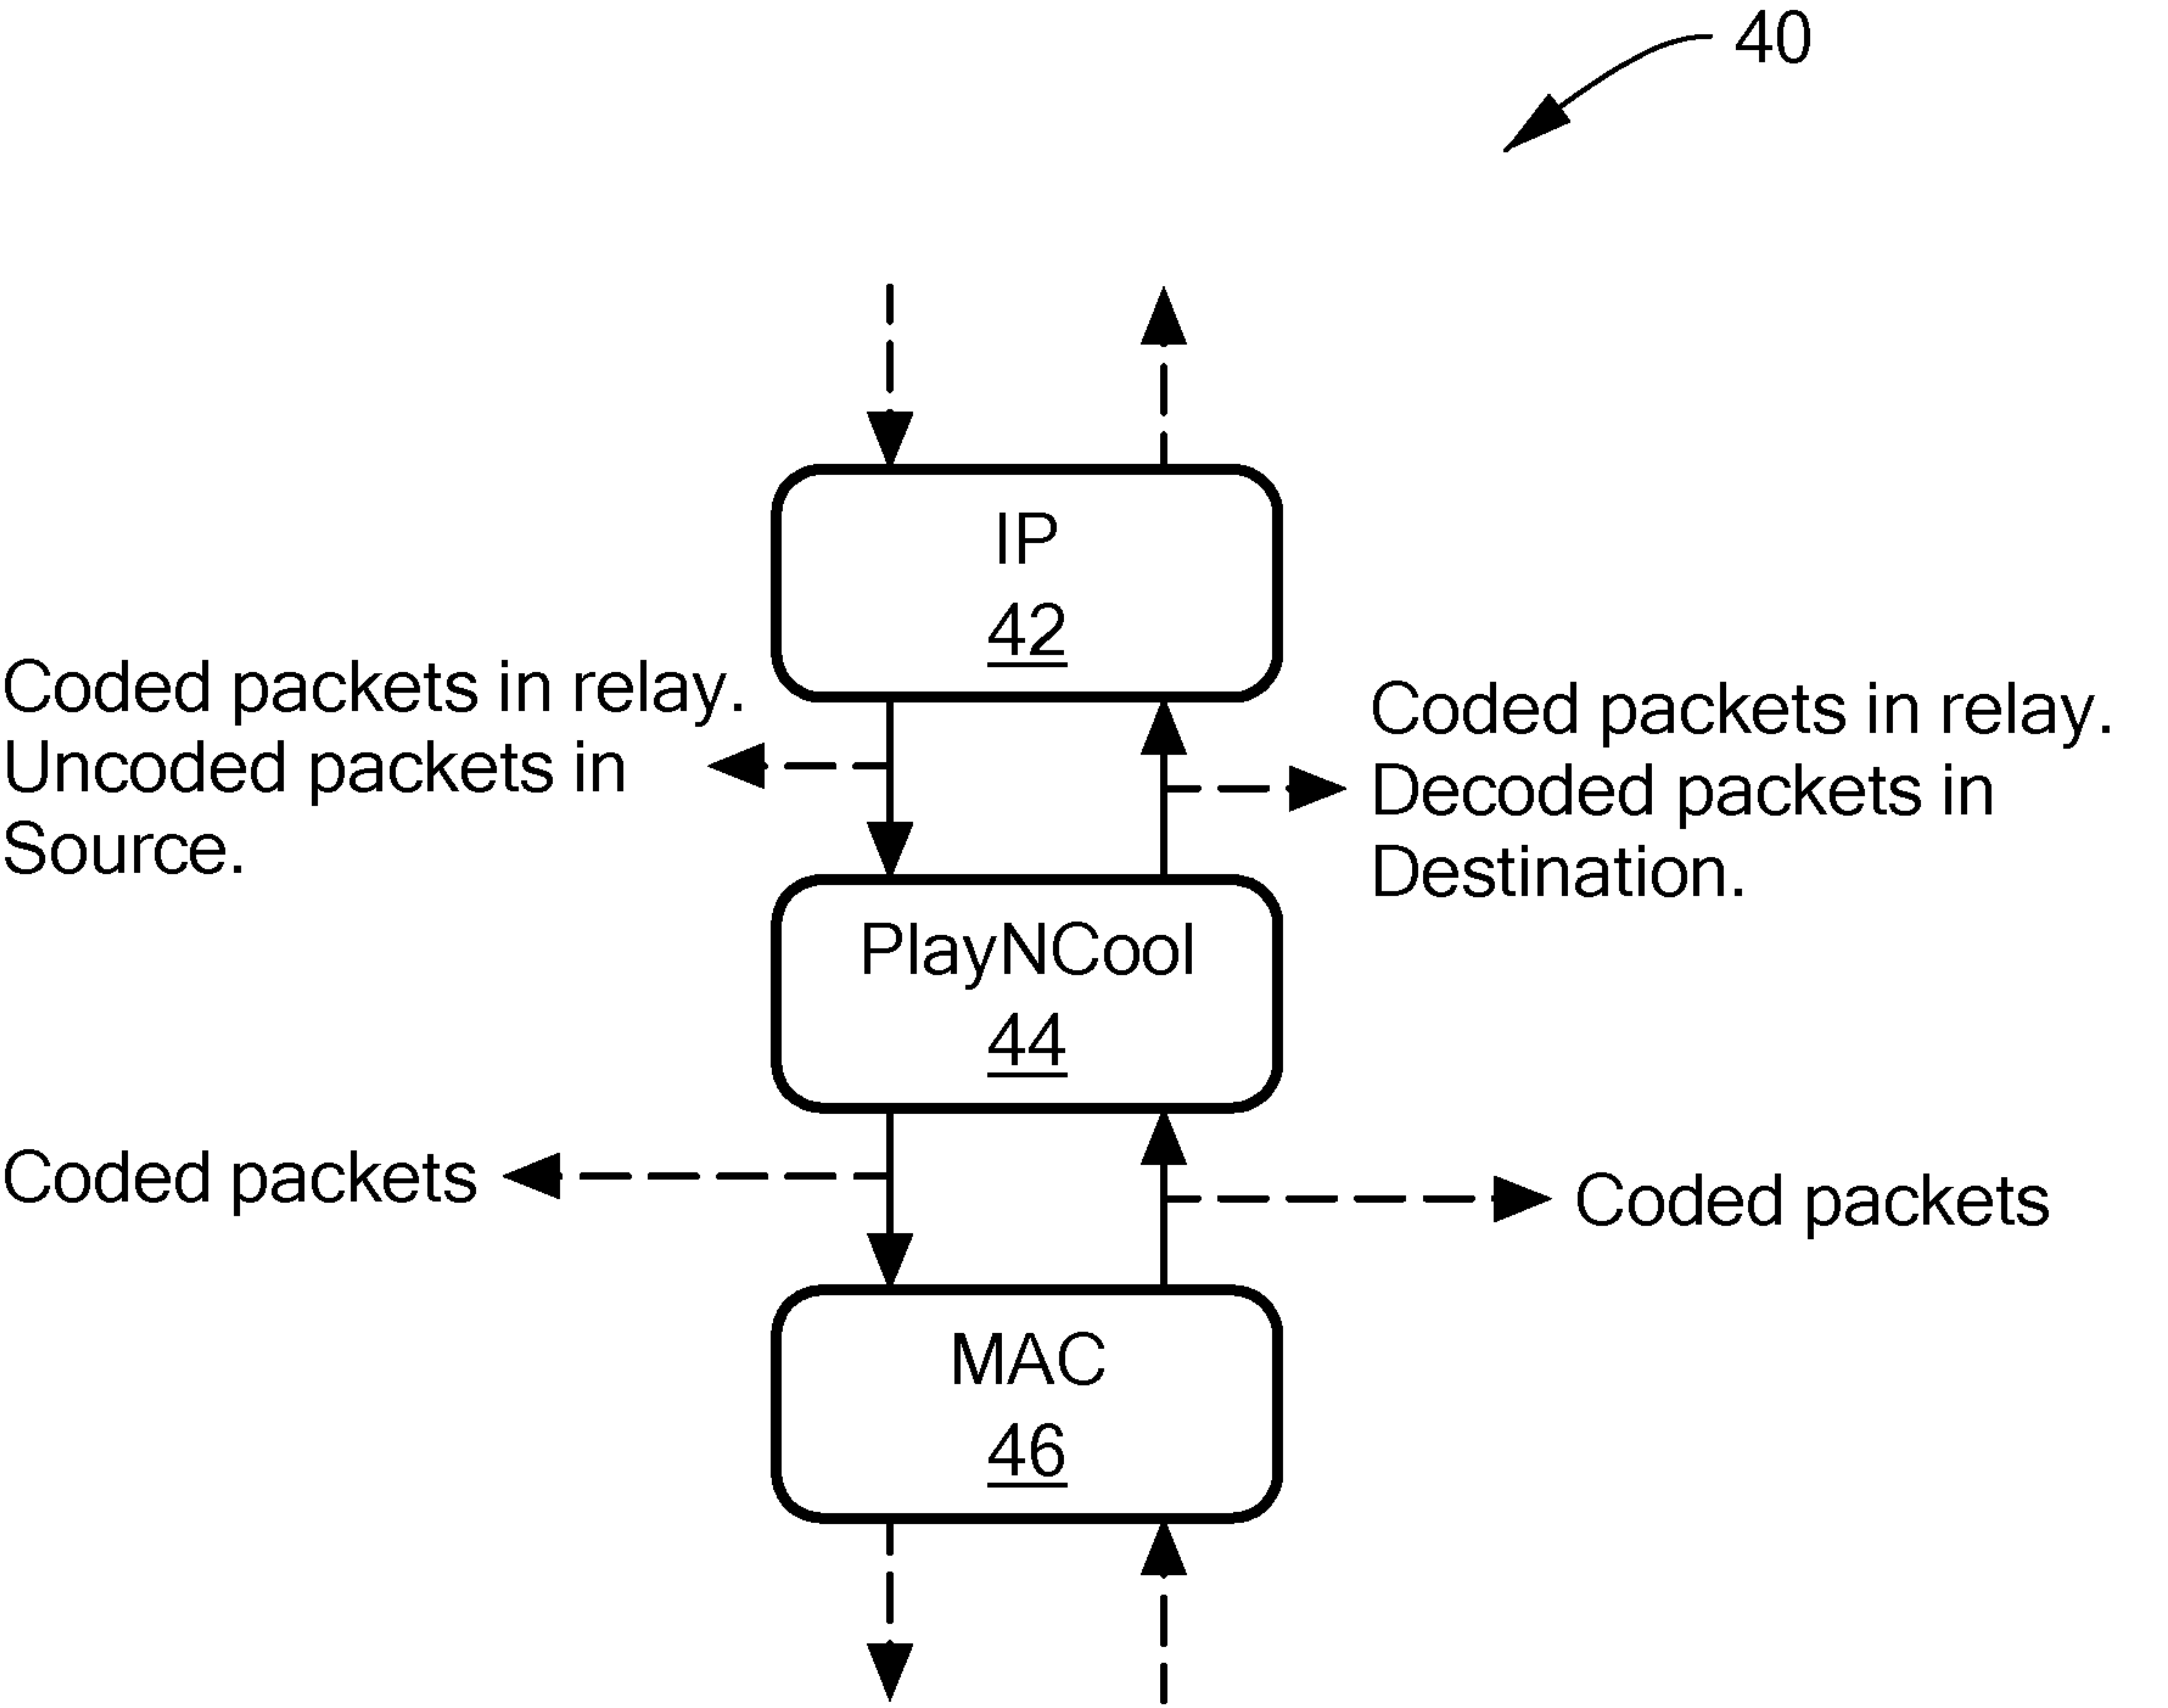 40
IP
42
Coded packets in relay.
Uncoded packets in
Source.
Coded packets in relay.
Decoded packets in
Destination.
PlayNCool
44
Coded packets
Coded packets
MAC
46